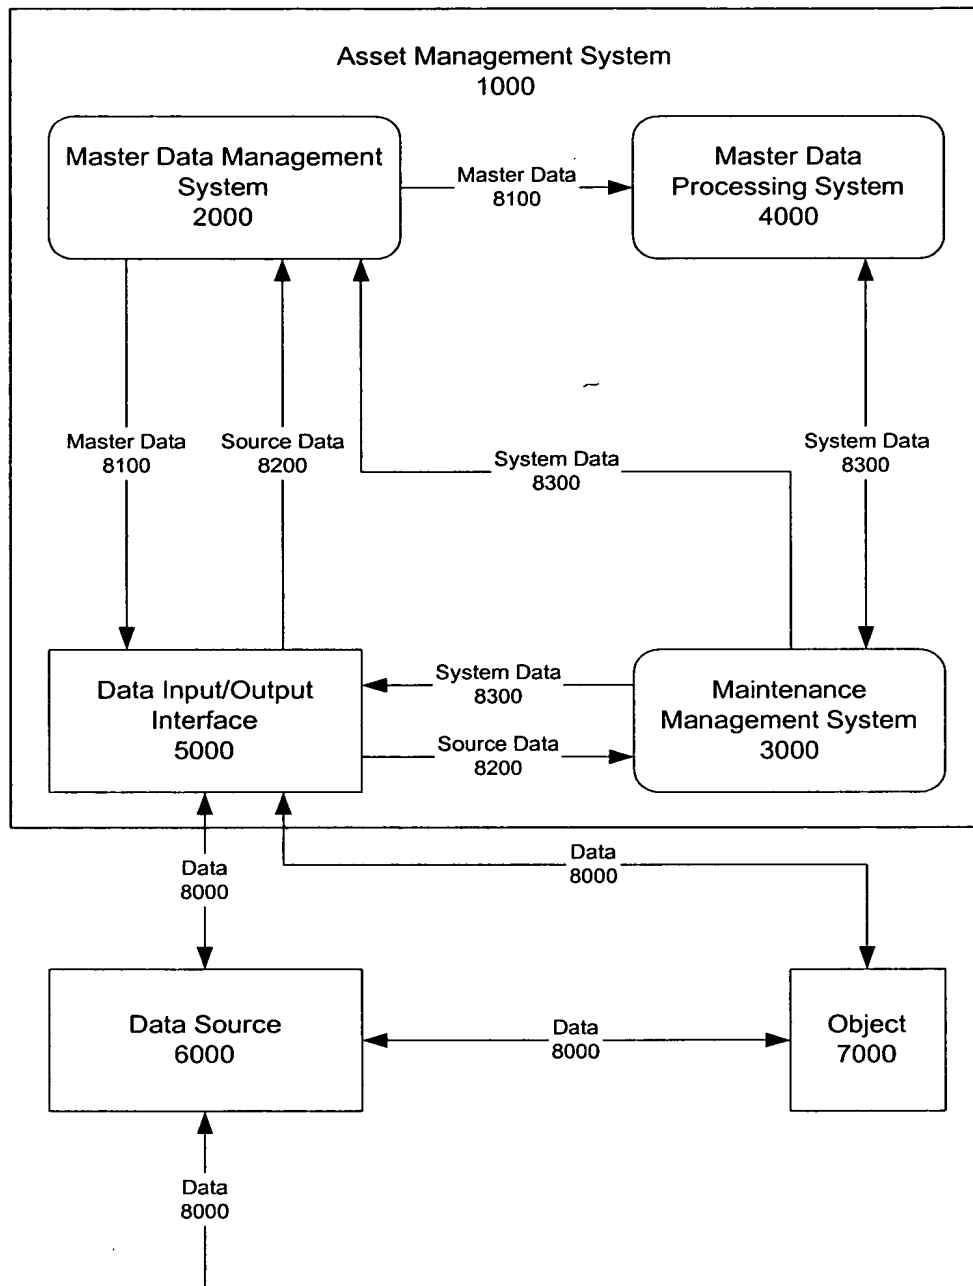 Asset Management System
1000
Master Data Management
System
2000
Master Data
8100
Master Data
Processing System
4000
Master Data
8100
Source Data
8200
System Data
8300
System Data
8300
Data Input/Output
Interface
5000
System Data
8300
Source Data
8200
Maintenance
Management System
3000
Data
8000
Data
8000
Data Source
6000
Data
8000
Object
7000
Data
8000